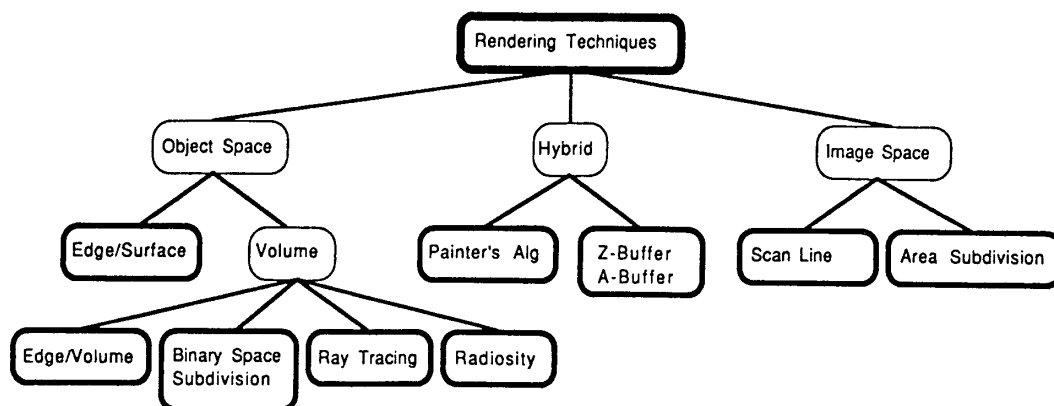 Rendering Techniques
Object Space
Hybrid
Image Space
Edge/Surface
Volume
Painter's Alg
Z-Buffer
A-Buffer
Scan Line
Area Subdivision
Edge/Volume
Binary Space
Subdivision
Ray Tracing
Radiosity